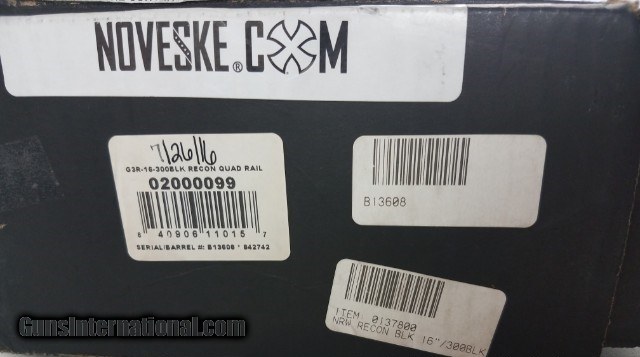 NOVESKE®.COM
7/26/16
G3R-16-300BLK RECON QUAD RAIL
02000099
8 40906 11015 7
SERIAL/BARREL #: B13608 * 842742
B13608
ITEM 0137800
NRW RECON BLK 16"/300BLK
GunsInternational.com